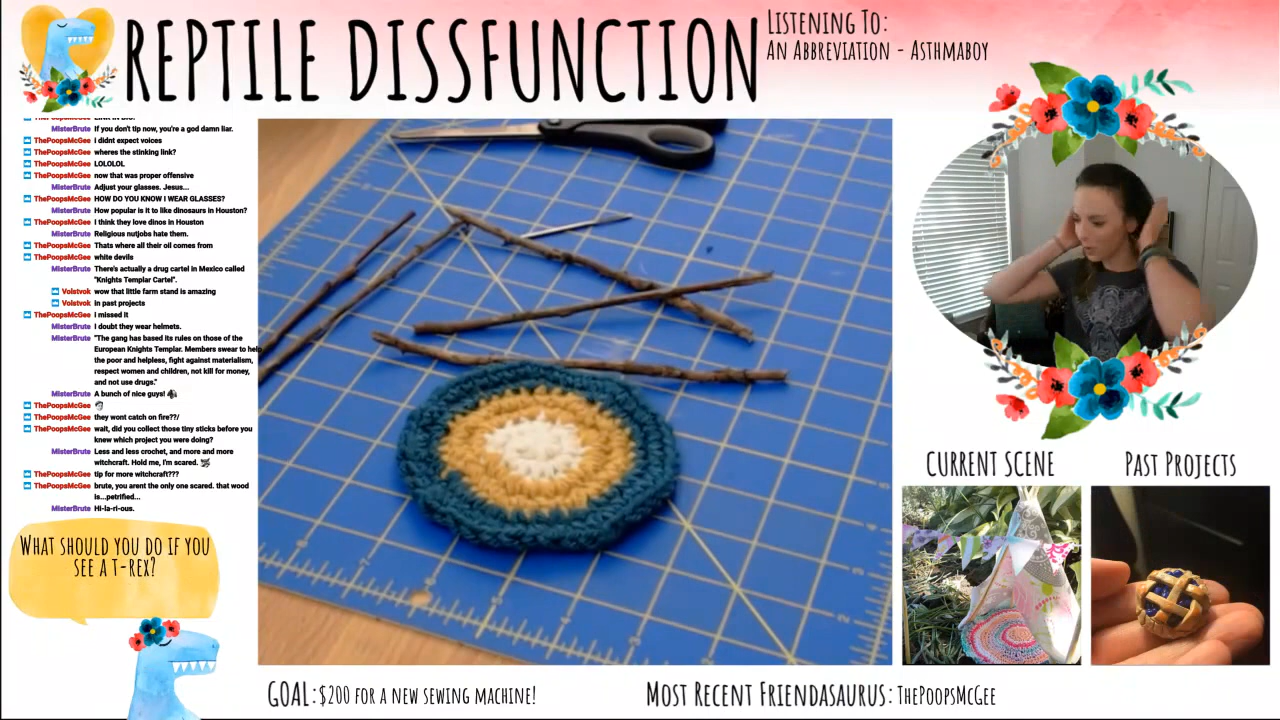 REPTILE DISSFUNCTION
LISTENING TO:
AN ABBREVIATION - ASTHMABOY
MisterBrute If you don't tip now, you're a god damn liar.
ThePoopsMcGee i didnt expect voices
ThePoopsMcGee wheres the stinking link?
ThePoopsMcGee LOLOLOL
ThePoopsMcGee now that was proper offensive
MisterBrute Adjust your glasses. Jesus...
ThePoopsMcGee HOW DO YOU KNOW I WEAR GLASSES?
MisterBrute How popular is it to like dinosaurs in Houston?
ThePoopsMcGee I think they love dinos in Houston
MisterBrute Religious nutjobs hate them.
ThePoopsMcGee Thats where all their oil comes from
ThePoopsMcGee white devils
MisterBrute There's actually a drug cartel in Mexico called
"Knights Templar Cartel".
Volstvok wow that little farm stand is amazing
Volstvok in past projects
ThePoopsMcGee i missed it
MisterBrute I doubt they wear helmets.
MisterBrute "The gang has based its rules on those of the
European Knights Templar. Members swear to help
the poor and helpless, fight against materialism,
respect women and children, not kill for money,
and not use drugs."
MisterBrute A bunch of nice guys!
ThePoopsMcGee
ThePoopsMcGee they wont catch on fire??/
ThePoopsMcGee wait, did you collect those tiny sticks before you
knew which project you were doing?
MisterBrute Less and less crochet, and more and more
witchcraft. Hold me, I'm scared.
ThePoopsMcGee tip for more witchcraft???
ThePoopsMcGee brute, you arent the only one scared. that wood
is...petrified...
MisterBrute Hi-la-ri-ous.
WHAT SHOULD YOU DO IF YOU
SEE A T-REX?
CURRENT SCENE
PAST PROJECTS
GOAL: $200 FOR A NEW SEWING MACHINE!
MOST RECENT FRIENDASAURUS: THEPOOPSMCGEE